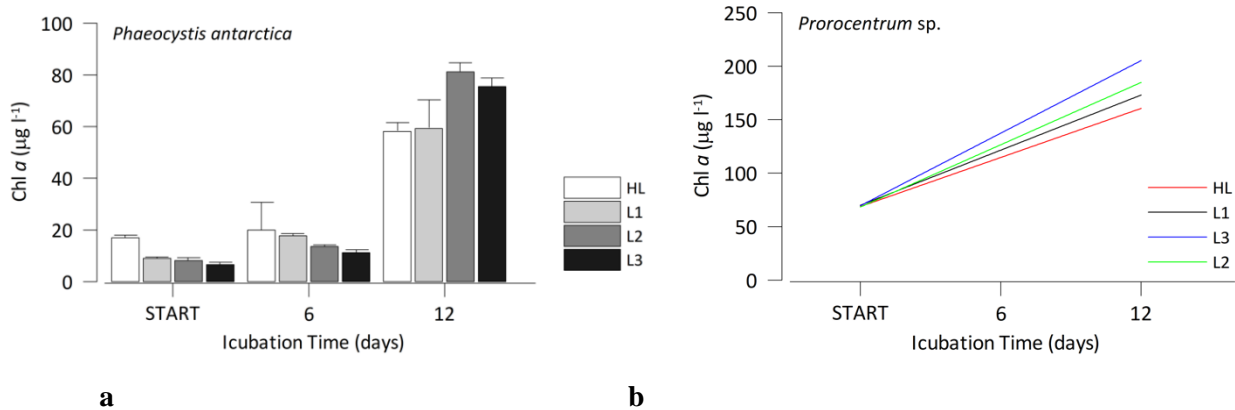 Phaeocystis antarctica
Chl a (µg l-1)
100
80
60
40
20
0
START 6 12
Icubation Time (days)
HL
L1
L2
L3
a
Prorocentrum sp.
Chl a (µg l-1)
250
200
150
100
50
0
START 6 12
Icubation Time (days)
HL
L1
L3
L2
b